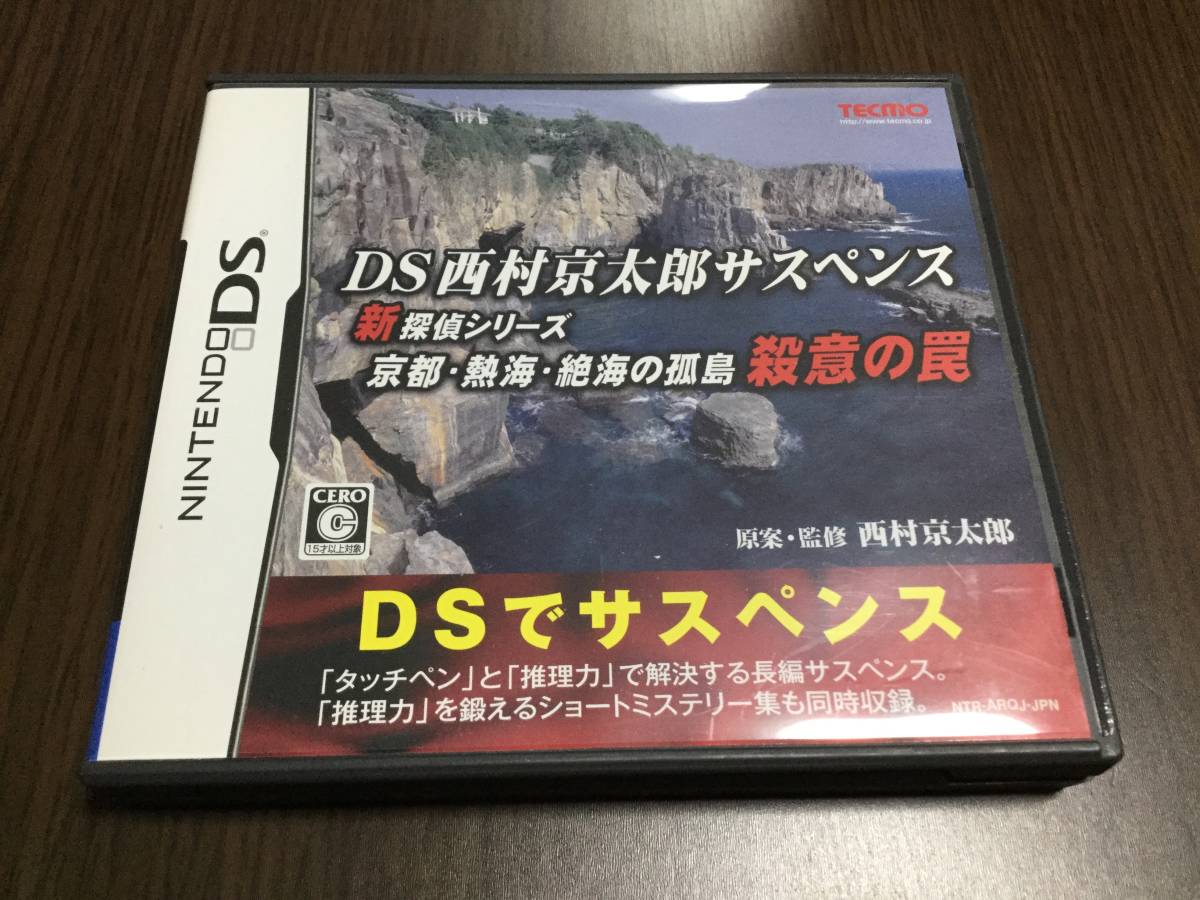 NINTENDO DS®
TECMO
http://www.tecmo.co.jp
DS 西村京太郎サスペンス
新 探偵シリーズ
京都・熱海・絶海の孤島 殺意の罠
CERO
C
15才以上対象
原案・監修 西村京太郎
DSでサスペンス
「タッチペン」と「推理力」で解決する長編サスペンス。
「推理力」を鍛えるショートミステリー集も同時収録。
NTR-ARQJ-JPN